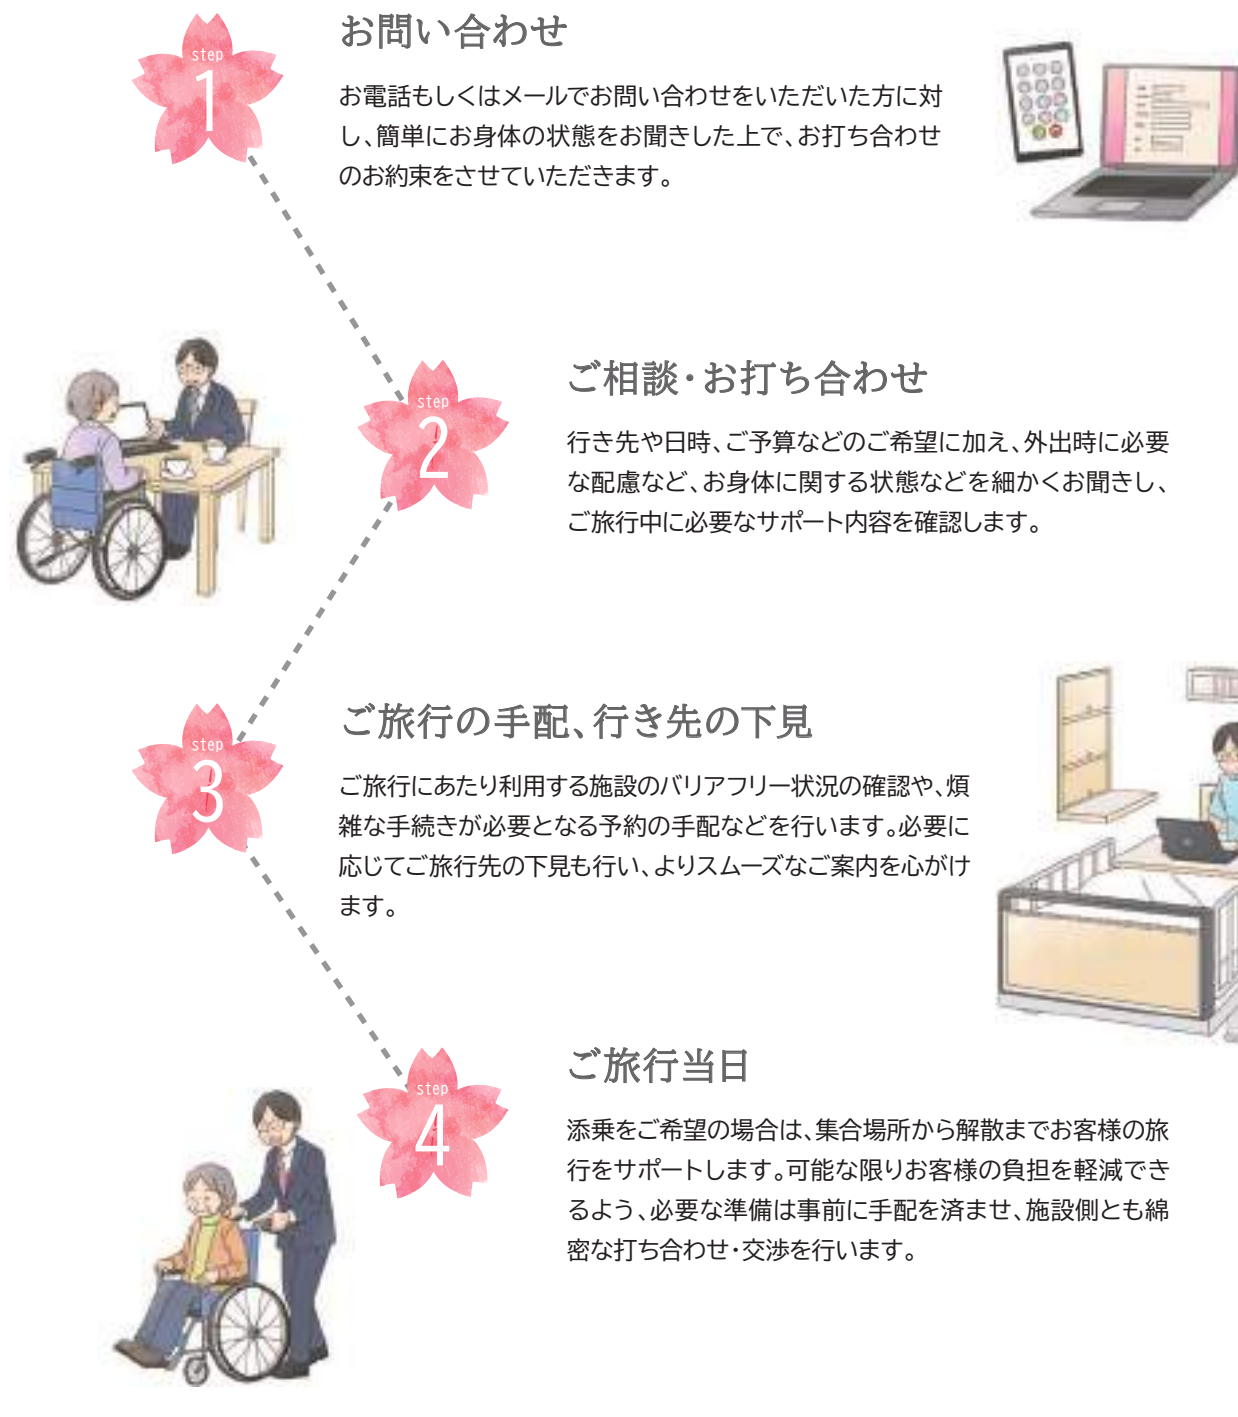 step
1
お問い合わせ
お電話もしくはメールでお問い合わせをいただいた方に対
し、簡単にお身体の状態をお聞きした上で、お打ち合わせ
のお約束をさせていただきます。
step
2
ご相談・お打ち合わせ
行き先や日時、ご予算などのご希望に加え、外出時に必要
な配慮など、お身体に関する状態などを細かくお聞きし、
ご旅行中に必要なサポート内容を確認します。
step
3
ご旅行の手配、行き先の下見
ご旅行にあたり利用する施設のバリアフリー状況の確認や、煩
雑な手続きが必要となる予約の手配などを行います。必要に
応じてご旅行先の下見も行い、よりスムーズなご案内を心がけ
ます。
step
4
ご旅行当日
添乗をご希望の場合は、集合場所から解散までお客様の旅
行をサポートします。可能な限りお客様の負担を軽減でき
るよう、必要な準備は事前に手配を済ませ、施設側とも綿
密な打ち合わせ・交渉を行います。